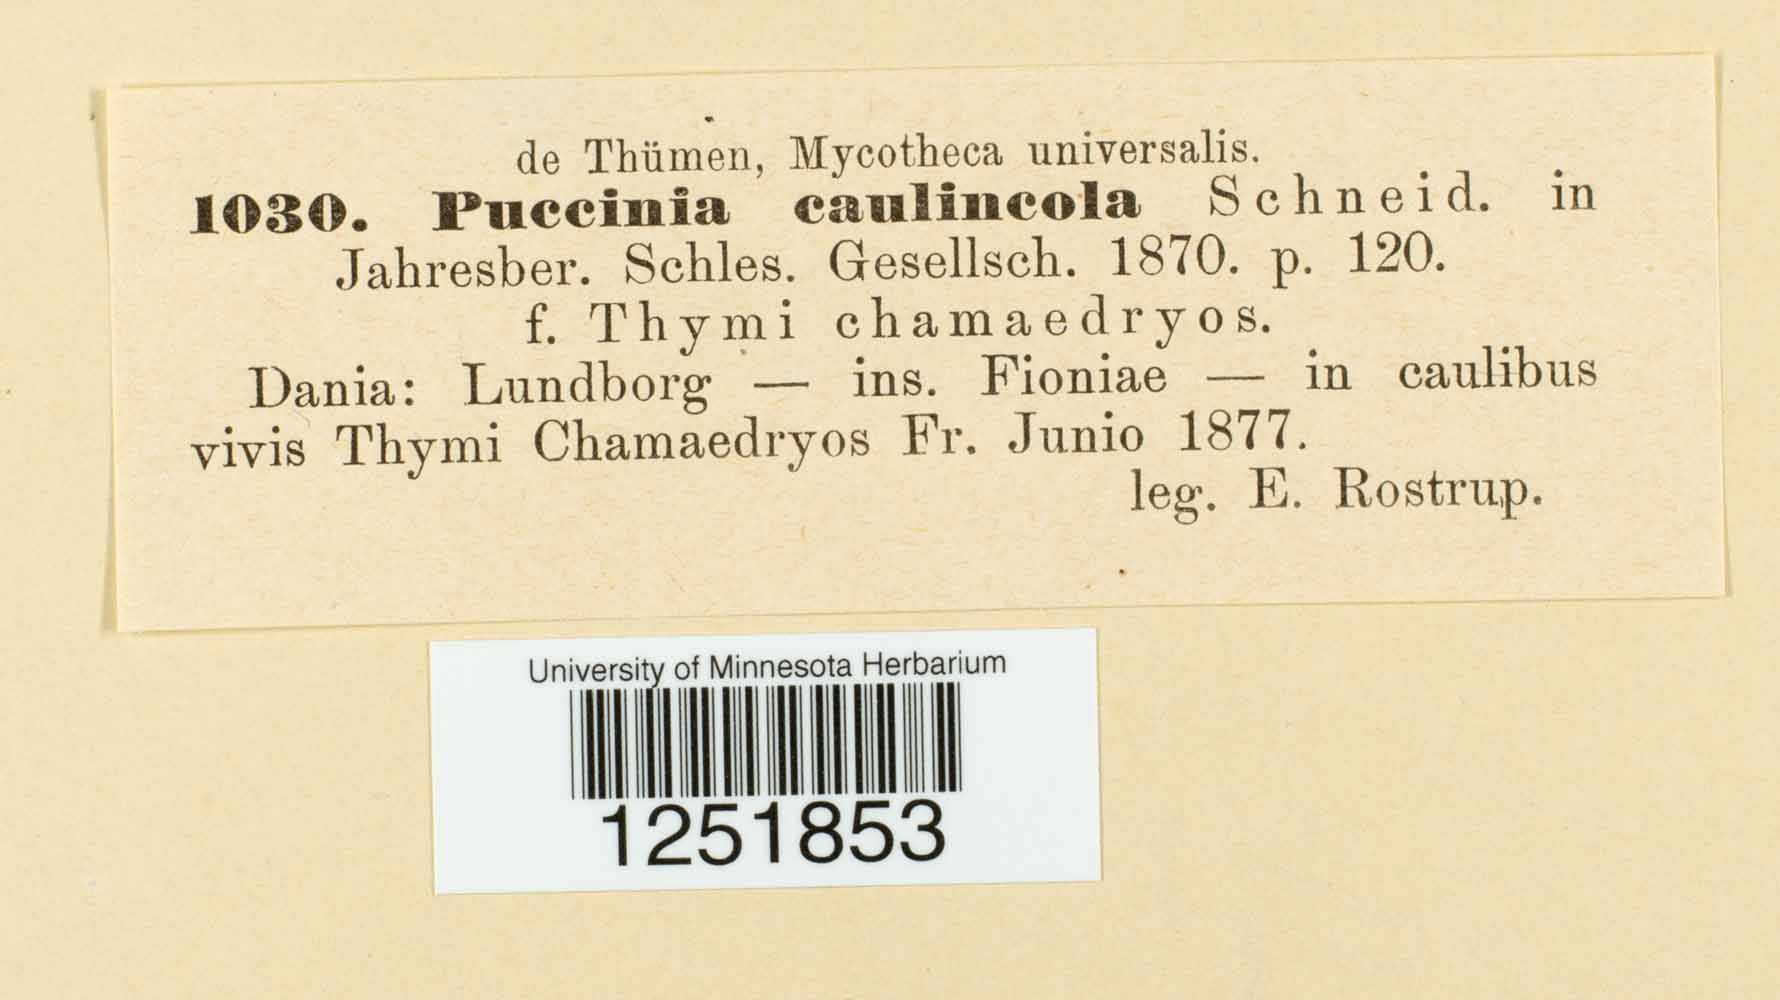 de Thümen, Mycotheca universalis.
1030. Puccinia caulincola Schneid. in
Jahresber. Schles. Gesellsch. 1870. p. 120.
f. Thymi chamaedryos.
Dania: Lundborg — ins. Fioniae — in caulibus
vivis Thymi Chamaedryos Fr. Junio 1877.
leg. E. Rostrup.
University of Minnesota Herbarium
1251853